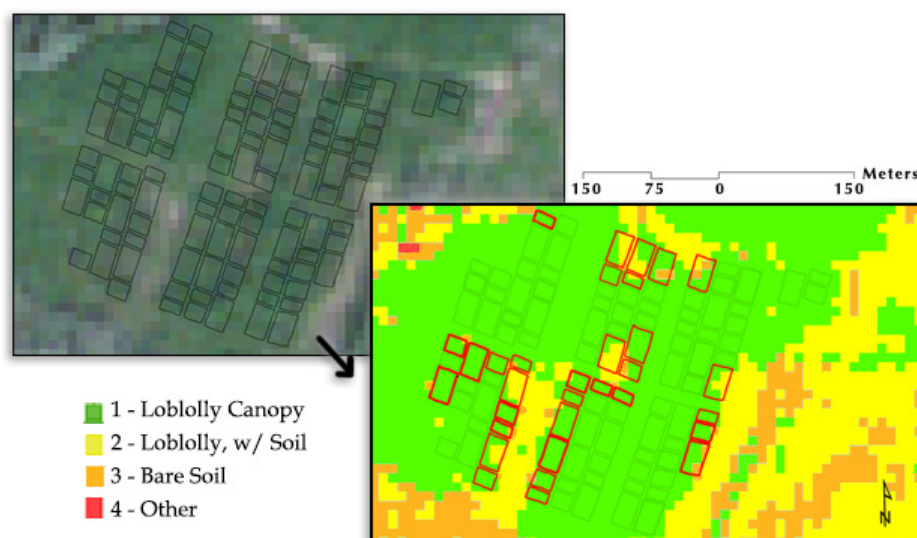 Meters
150 75 0 150
1 - Loblolly Canopy
2 - Loblolly, w/ Soil
3 - Bare Soil
4 - Other
N